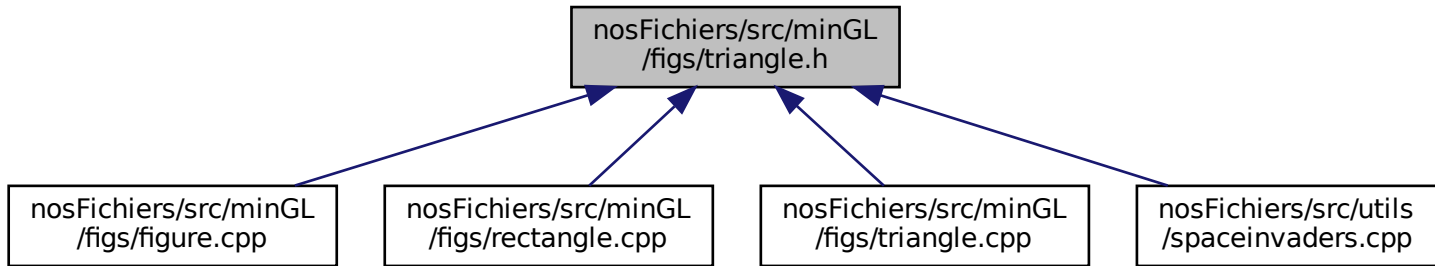 nosFichiers/src/minGL
/figs/triangle.h
nosFichiers/src/minGL
/figs/figure.cpp
nosFichiers/src/minGL
/figs/rectangle.cpp
nosFichiers/src/minGL
/figs/triangle.cpp
nosFichiers/src/utils
/spaceinvaders.cpp